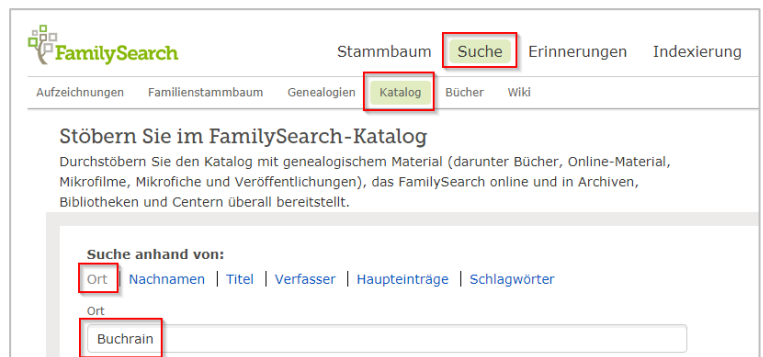 FamilySearch Stammbaum Suche Erinnerungen Indexierung
Aufzeichnungen Familienstammbaum Genealogien Katalog Bücher Wiki
Stöbern Sie im FamilySearch-Katalog
Durchstöbern Sie den Katalog mit genealogischem Material (darunter Bücher, Online-Material,
Mikrofilme, Mikrofiche und Veröffentlichungen), das FamilySearch online und in Archiven,
Bibliotheken und Centern überall bereitstellt.
Suche anhand von:
Ort | Nachnamen | Titel | Verfasser | Haupteinträge | Schlagwörter
Ort
Buchrain